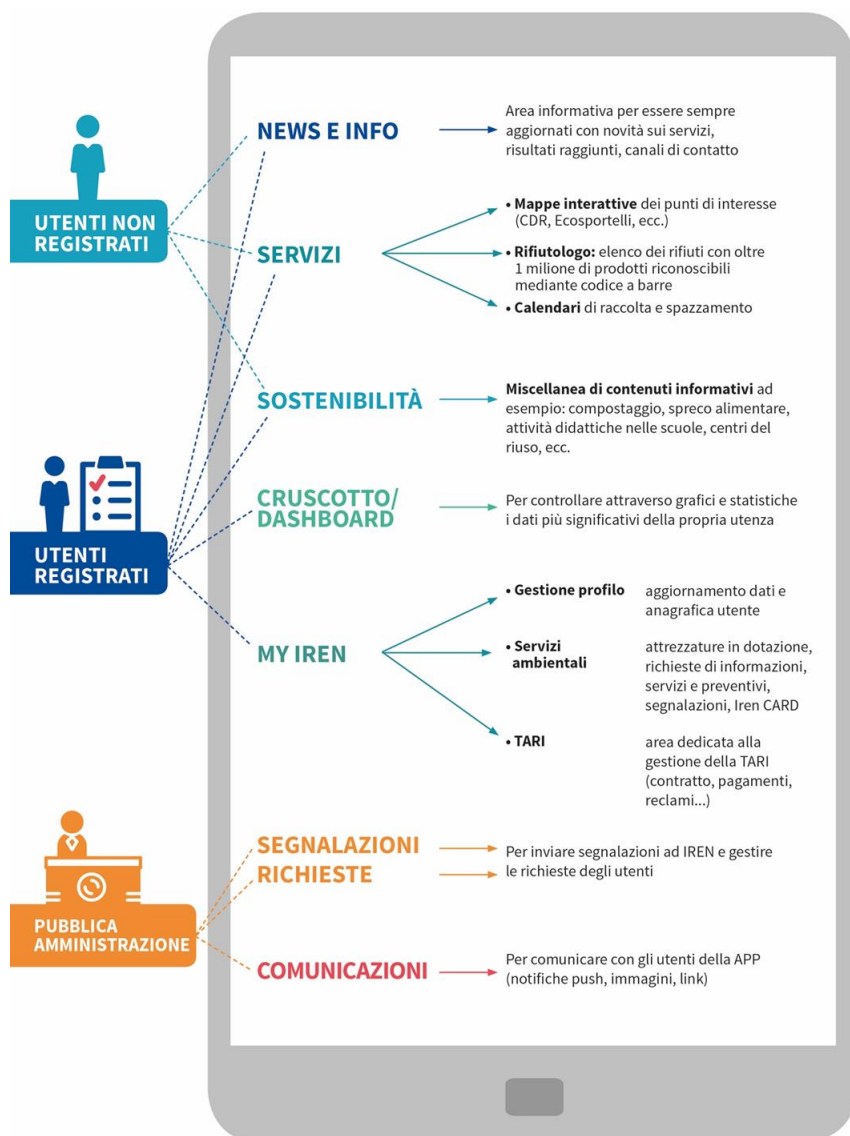 UTENTI NON
REGISTRATI
NEWS E INFO
Area informativa per essere sempre
aggiornati con novità sui servizi,
risultati raggiunti, canali di contatto
SERVIZI
• Mappe interattive dei punti di interesse
(CDR, Ecosportelli, ecc.)
• Rifiutologo: elenco dei rifiuti con oltre
1 milione di prodotti riconoscibili
mediante codice a barre
• Calendari di raccolta e spazzamento
SOSTENIBILITÀ
Miscellanea di contenuti informativi ad
esempio: compostaggio, spreco alimentare,
attività didattiche nelle scuole, centri del
riuso, ecc.
UTENTI
REGISTRATI
CRUSCOTTO/
DASHBOARD
Per controllare attraverso grafici e statistiche
i dati più significativi della propria utenza
MY IREN
• Gestione profilo
aggiornamento dati e
anagrafica utente
• Servizi
ambientali
attrezzature in dotazione,
richieste di informazioni,
servizi e preventivi,
segnalazioni, Iren CARD
• TARI
area dedicata alla
gestione della TARI
(contratto, pagamenti,
reclami...)
PUBBLICA
AMMINISTRAZIONE
SEGNALAZIONI
RICHIESTE
Per inviare segnalazioni ad IREN e gestire
le richieste degli utenti
COMUNICAZIONI
Per comunicare con gli utenti della APP
(notifiche push, immagini, link)